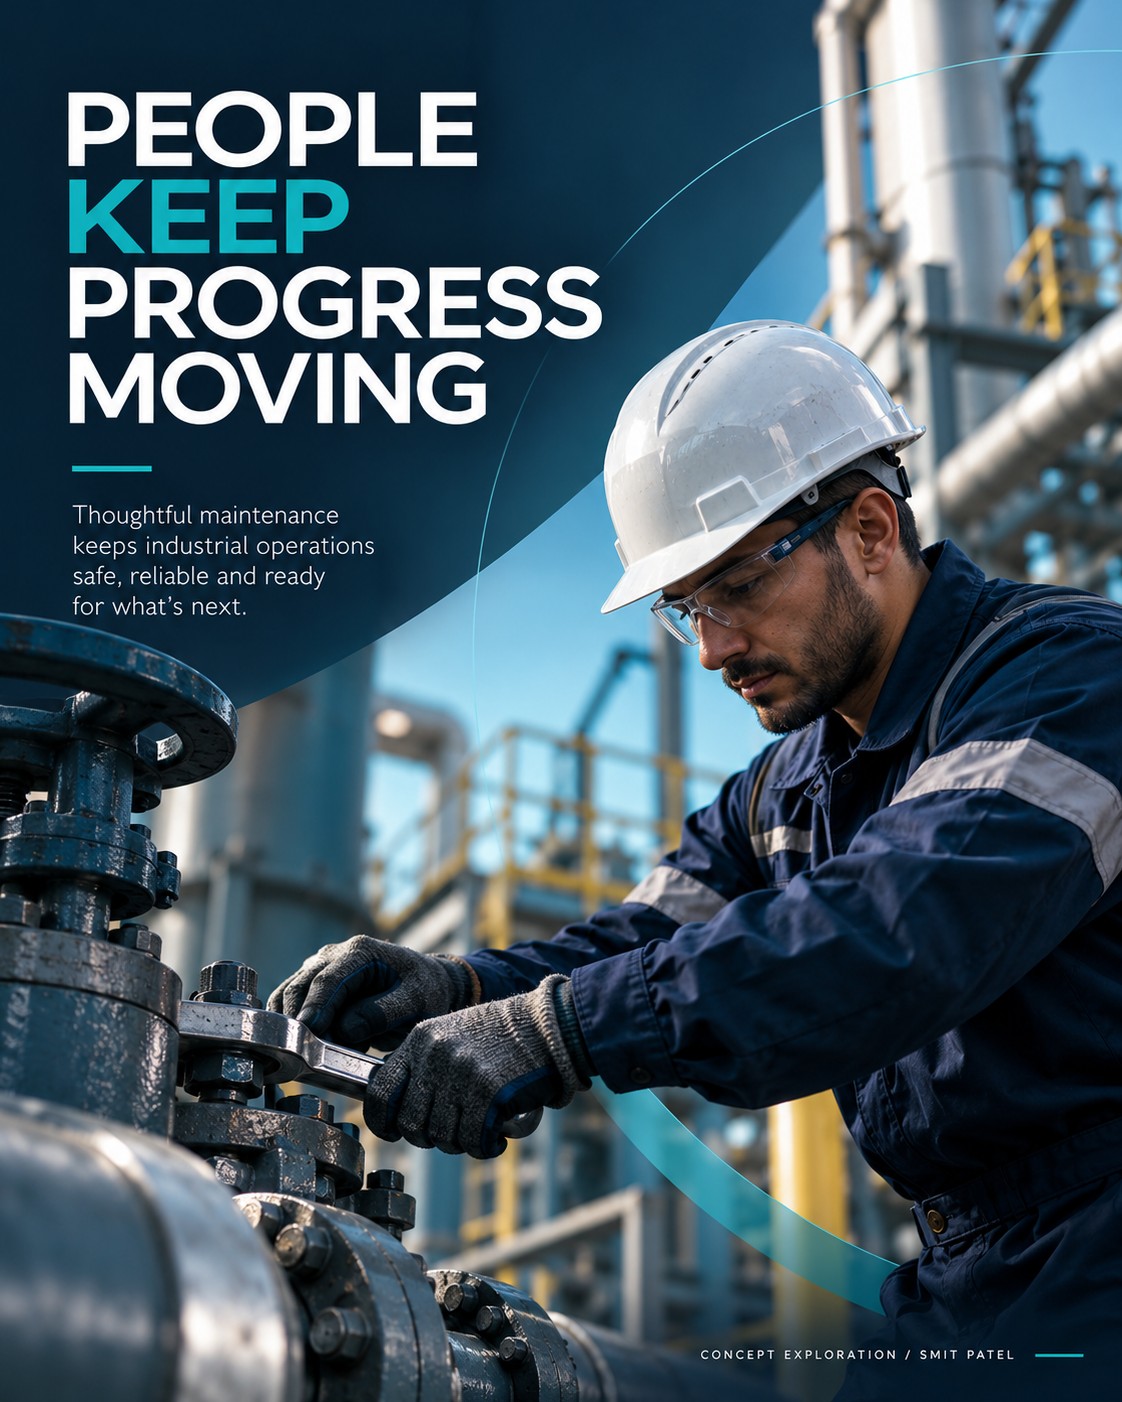 PEOPLE
KEEP
PROGRESS
MOVING
Thoughtful maintenance
keeps industrial operations
safe, reliable and ready
for what’s next.
CONCEPT EXPLORATION / SMIT PATEL